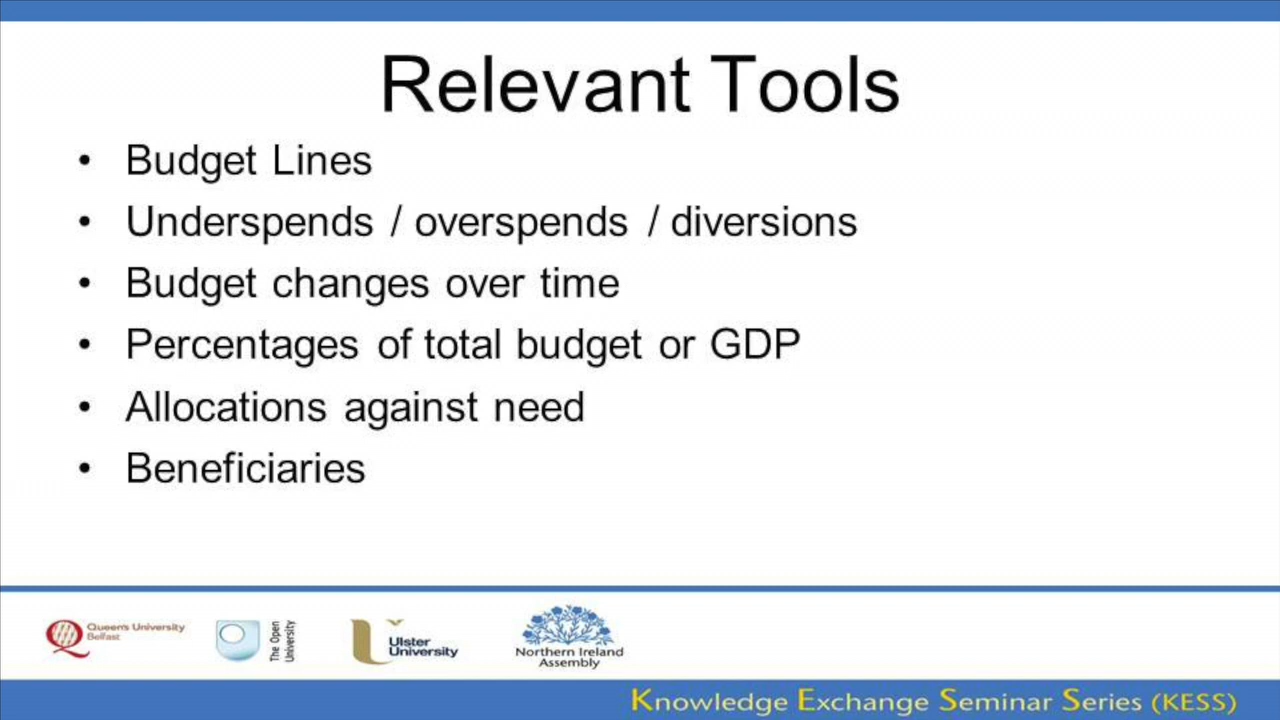 Relevant Tools
• Budget Lines
• Underspends / overspends / diversions
• Budget changes over time
• Percentages of total budget or GDP
• Allocations against need
• Beneficiaries
Queen's University
Belfast
The Open
University
Ulster
University
Northern Ireland
Assembly
Knowledge Exchange Seminar Series (KESS)